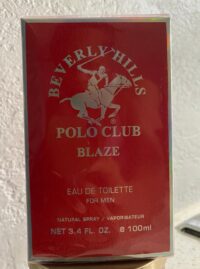 BEVERLY HILLS
POLO CLUB
BLAZE
EAU DE TOILETTE
FOR MEN
NATURAL SPRAY / VAPORISATEUR
NET 3.4 FL. OZ. e 100ml